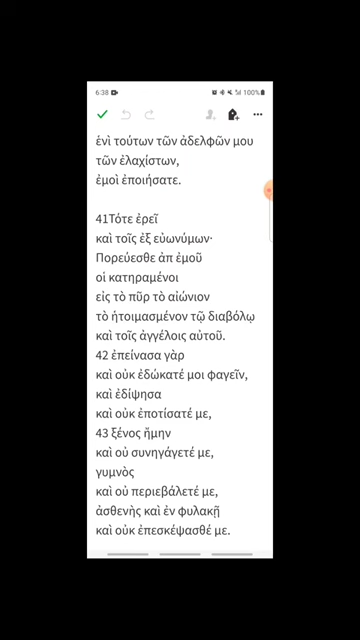 6:38
100%
ἑνὶ τούτων τῶν ἀδελφῶν μου
τῶν ἐλαχίστων,
ἐμοὶ ἐποιήσατε.
41Τότε ἐρεῖ
καὶ τοῖς ἐξ εὐωνύμων·
Πορεύεσθε ἀπ ἐμοῦ
οἱ κατηραμένοι
εἰς τὸ πῦρ τὸ αἰώνιον
τὸ ἡτοιμασμένον τῷ διαβόλῳ
καὶ τοῖς ἀγγέλοις αὐτοῦ.
42 ἐπείνασα γὰρ
καὶ οὐκ ἐδώκατέ μοι φαγεῖν,
καὶ ἐδίψησα
καὶ οὐκ ἐποτίσατέ με,
43 ξένος ἤμην
καὶ οὐ συνηγάγετέ με,
γυμνὸς
καὶ οὐ περιεβάλετέ με,
ἀσθενὴς καὶ ἐν φυλακῇ
καὶ οὐκ ἐπεσκέψασθέ με.